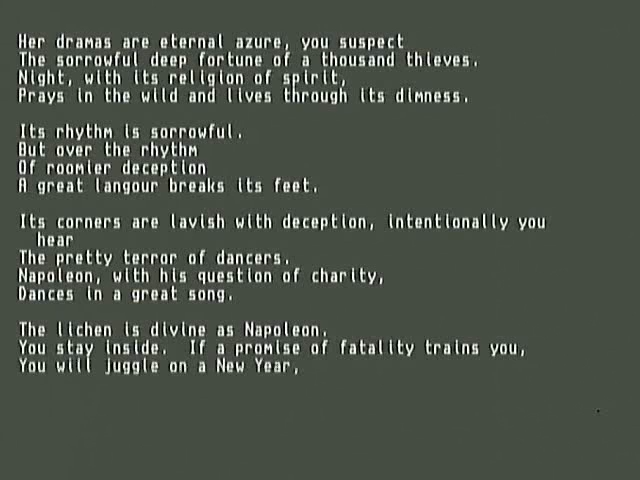 Her dramas are eternal azure, you suspect
The sorrowful deep fortune of a thousand thieves.
Night, with its religion of spirit,
Prays in the wild and lives through its dimness.
Its rhythm is sorrowful.
But over the rhythm
Of roomier deception
A great langour breaks its feet.
Its corners are lavish with deception, intentionally you
hear
The pretty terror of dancers.
Napoleon, with his question of charity,
Dances in a great song.
The lichen is divine as Napoleon.
You stay inside.  If a promise of fatality trains you,
You will juggle on a New Year,